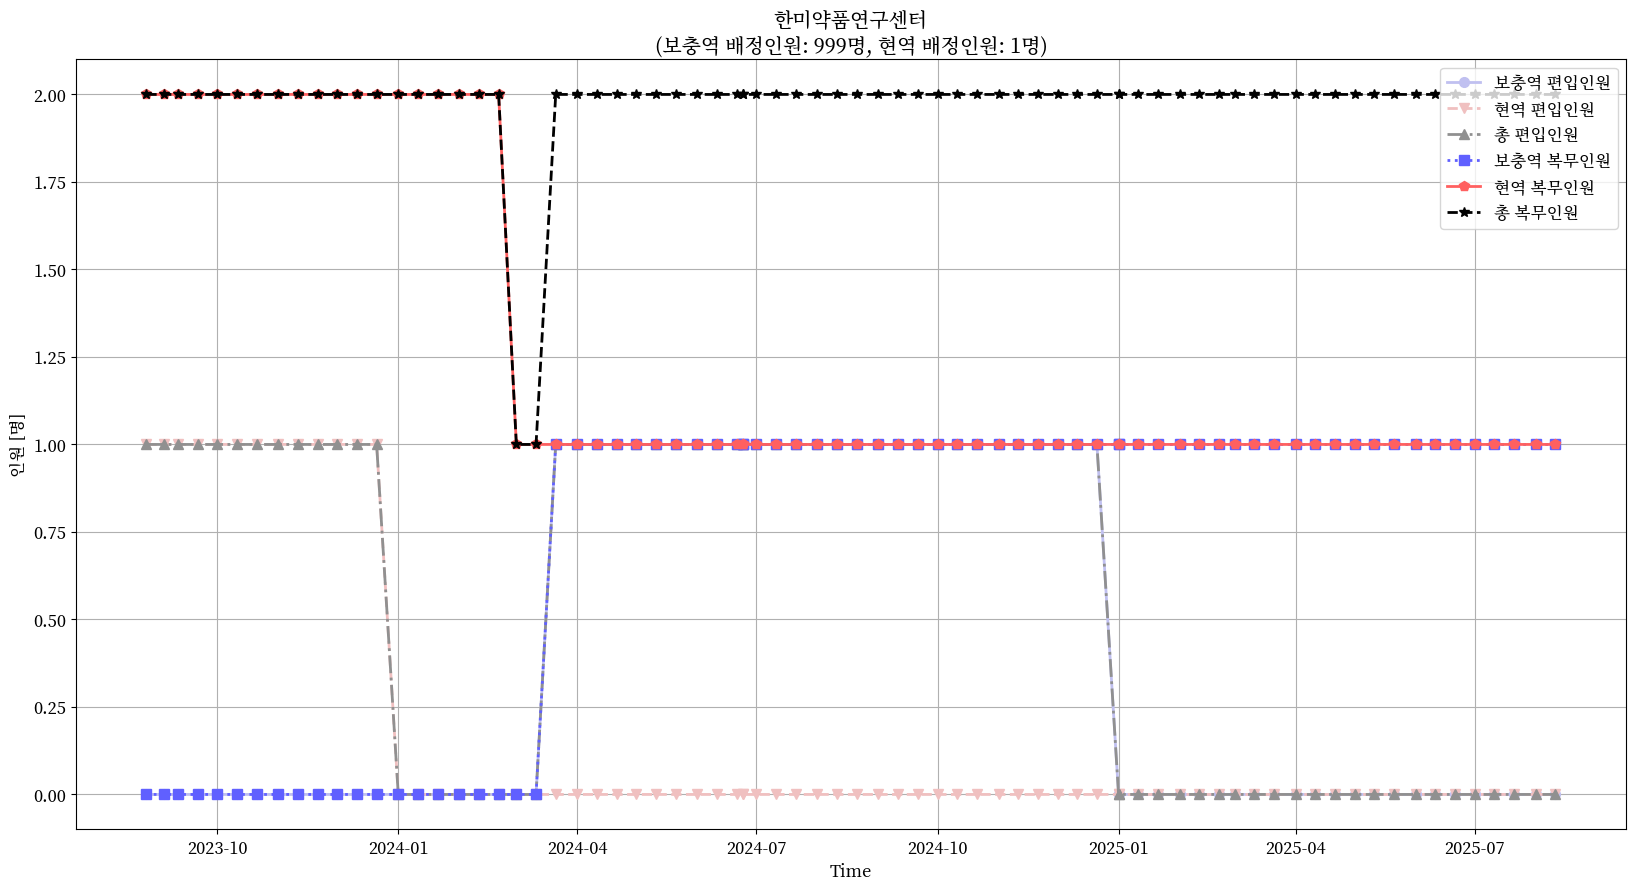 한미약품연구센터
(보충역 배정인원: 999명, 현역 배정인원: 1명)
보충역 편입인원
현역 편입인원
총 편입인원
보충역 복무인원
현역 복무인원
총 복무인원
인원 [명]
2.00
1.75
1.50
1.25
1.00
0.75
0.50
0.25
0.00
2023-10
2024-01
2024-04
2024-07
2024-10
2025-01
2025-04
2025-07
Time